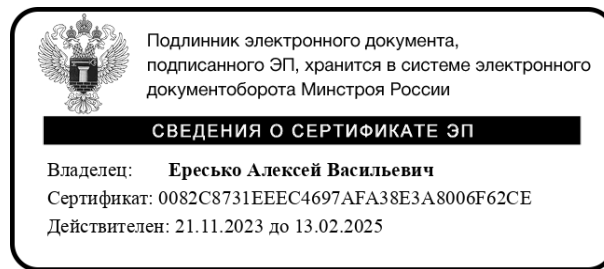 Подлинник электронного документа,
подписанного ЭП, хранится в системе электронного
документооборота Минстроя России
СВЕДЕНИЯ О СЕРТИФИКАТЕ ЭП
Владелец: Ересько Алексей Васильевич
Сертификат: 0082C8731EEEC4697AFA38E3A8006F62CE
Действителен: 21.11.2023 до 13.02.2025